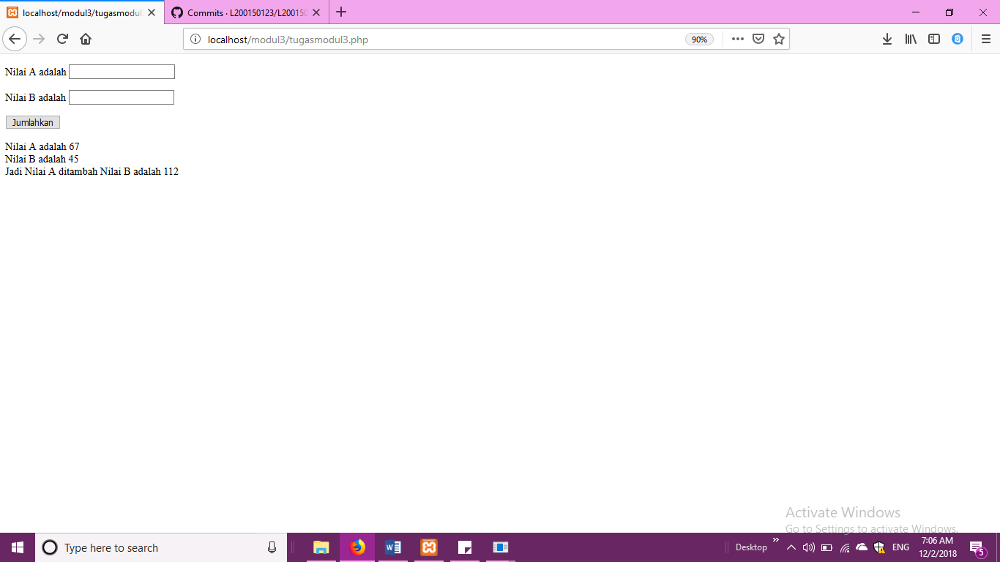 localhost/modul3/tugasmodul
Commits · L200150123/L20015
localhost/modul3/tugasmodul3.php
90%
Nilai A adalah
Nilai B adalah
Jumlahkan
Nilai A adalah 67
Nilai B adalah 45
Jadi Nilai A ditambah Nilai B adalah 112
Activate Windows
Go to Settings to activate Windows.
Type here to search
Desktop
ENG
7:06 AM
12/2/2018
5